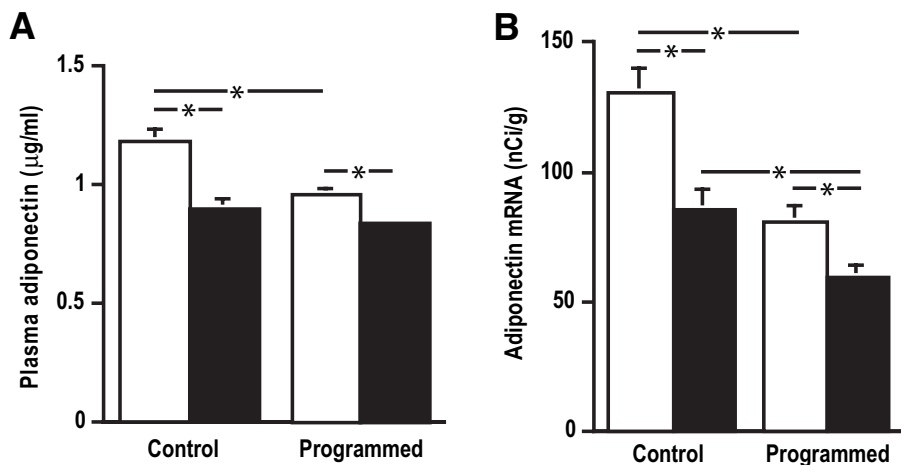 A
Plasma adiponectin (µg/ml)
1.5
1
0.5
0
*
*
*
Control
Programmed
B
Adiponectin mRNA (nCi/g)
150
100
50
0
*
*
*
*
Control
Programmed